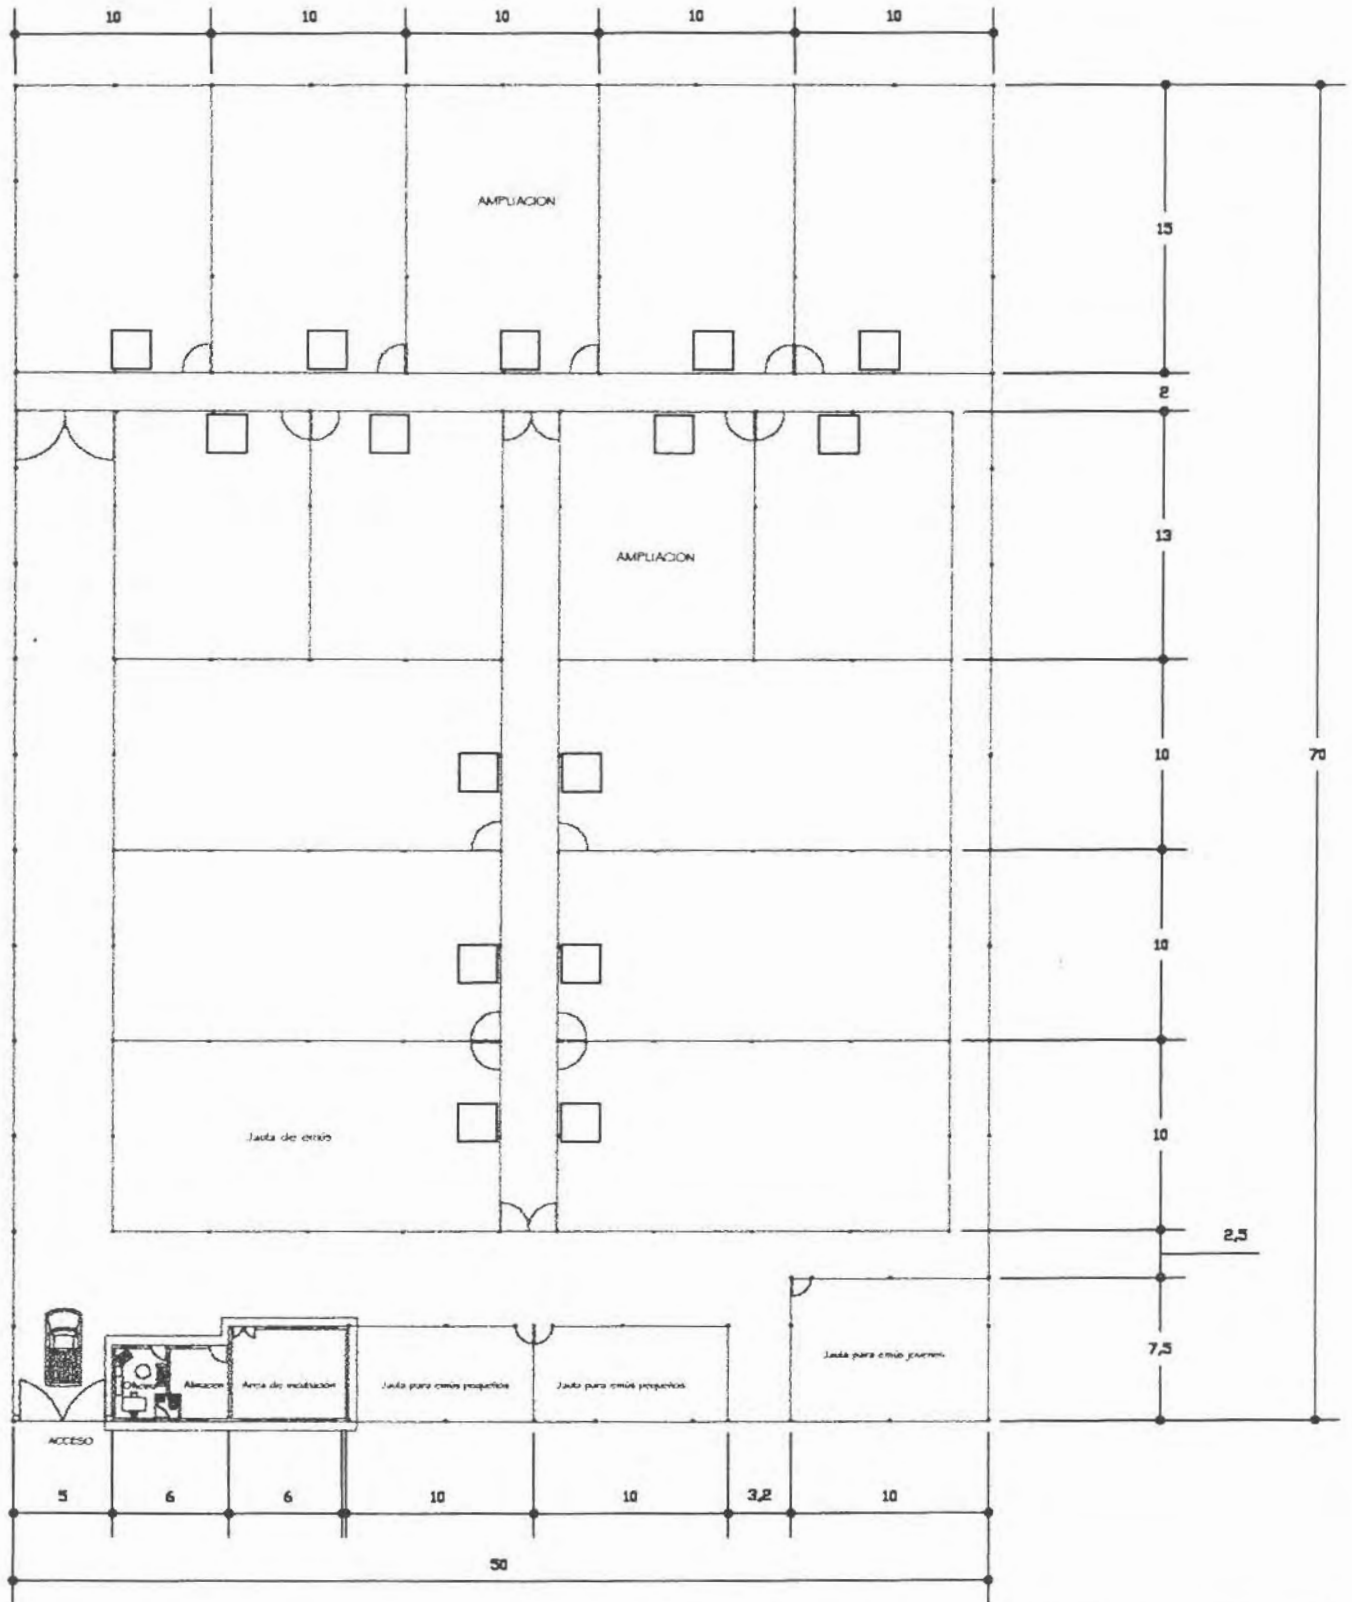 10 10 10 10 10
AMPLIACION
15
2
13
AMPLIACION
10
70
10
Jaula de emús
10
2,5
Jaula para emús jovenes
7,5
Oficina Almacen Area de incubación Jaula para emús pequeños Jaula para emús pequeños
ACCESO
5 6 6 10 10 3,2 10
50